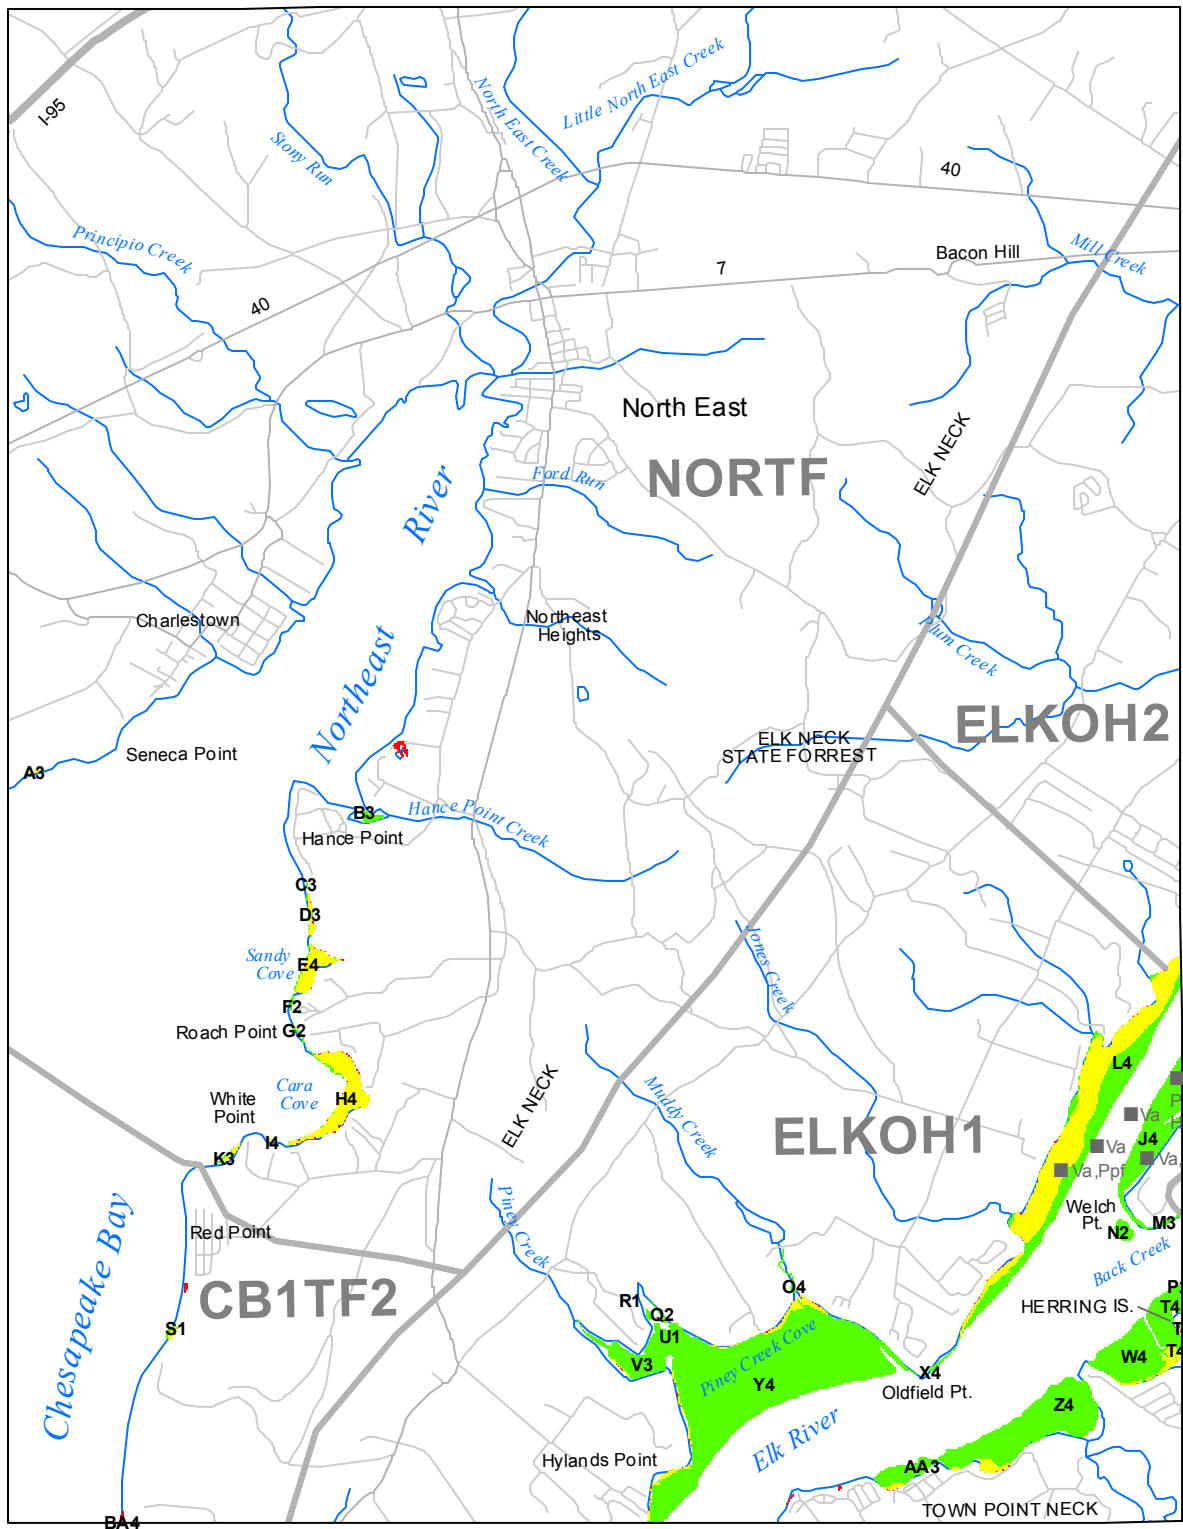 I-95
Stony Run
North East Creek
Little North East Creek
40
Principio Creek
Bacon Hill
Mill Creek
7
40
North East
ELK NECK
NORTF
Ford Run
River
Charlestown
Northeast
Heights
Plum Creek
Northeast
ELKOH2
Seneca Point
ELK NECK
STATE FORREST
A3
B3
Hance Point Creek
Hance Point
C3
D3
Jones Creek
Sandy
Cove
E4
F2
Roach Point
G2
L4
Cara
Cove
H4
White
Point
ELK NECK
Muddy Creek
ELKOH1
Va
J4
Va
Va,
Va,Ppf
I4
K3
Piney Creek
Welch
Pt.
M3
N2
Red Point
Chesapeake Bay
Back Creek
CB1TF2
O4
R1
Q2
HERRING IS.
T4
S1
U1
V3
Piney Creek Cove
W4
T4
X4
Y4
Oldfield Pt.
Z4
Elk River
Hylands Point
AA3
TOWN POINT NECK
BA4